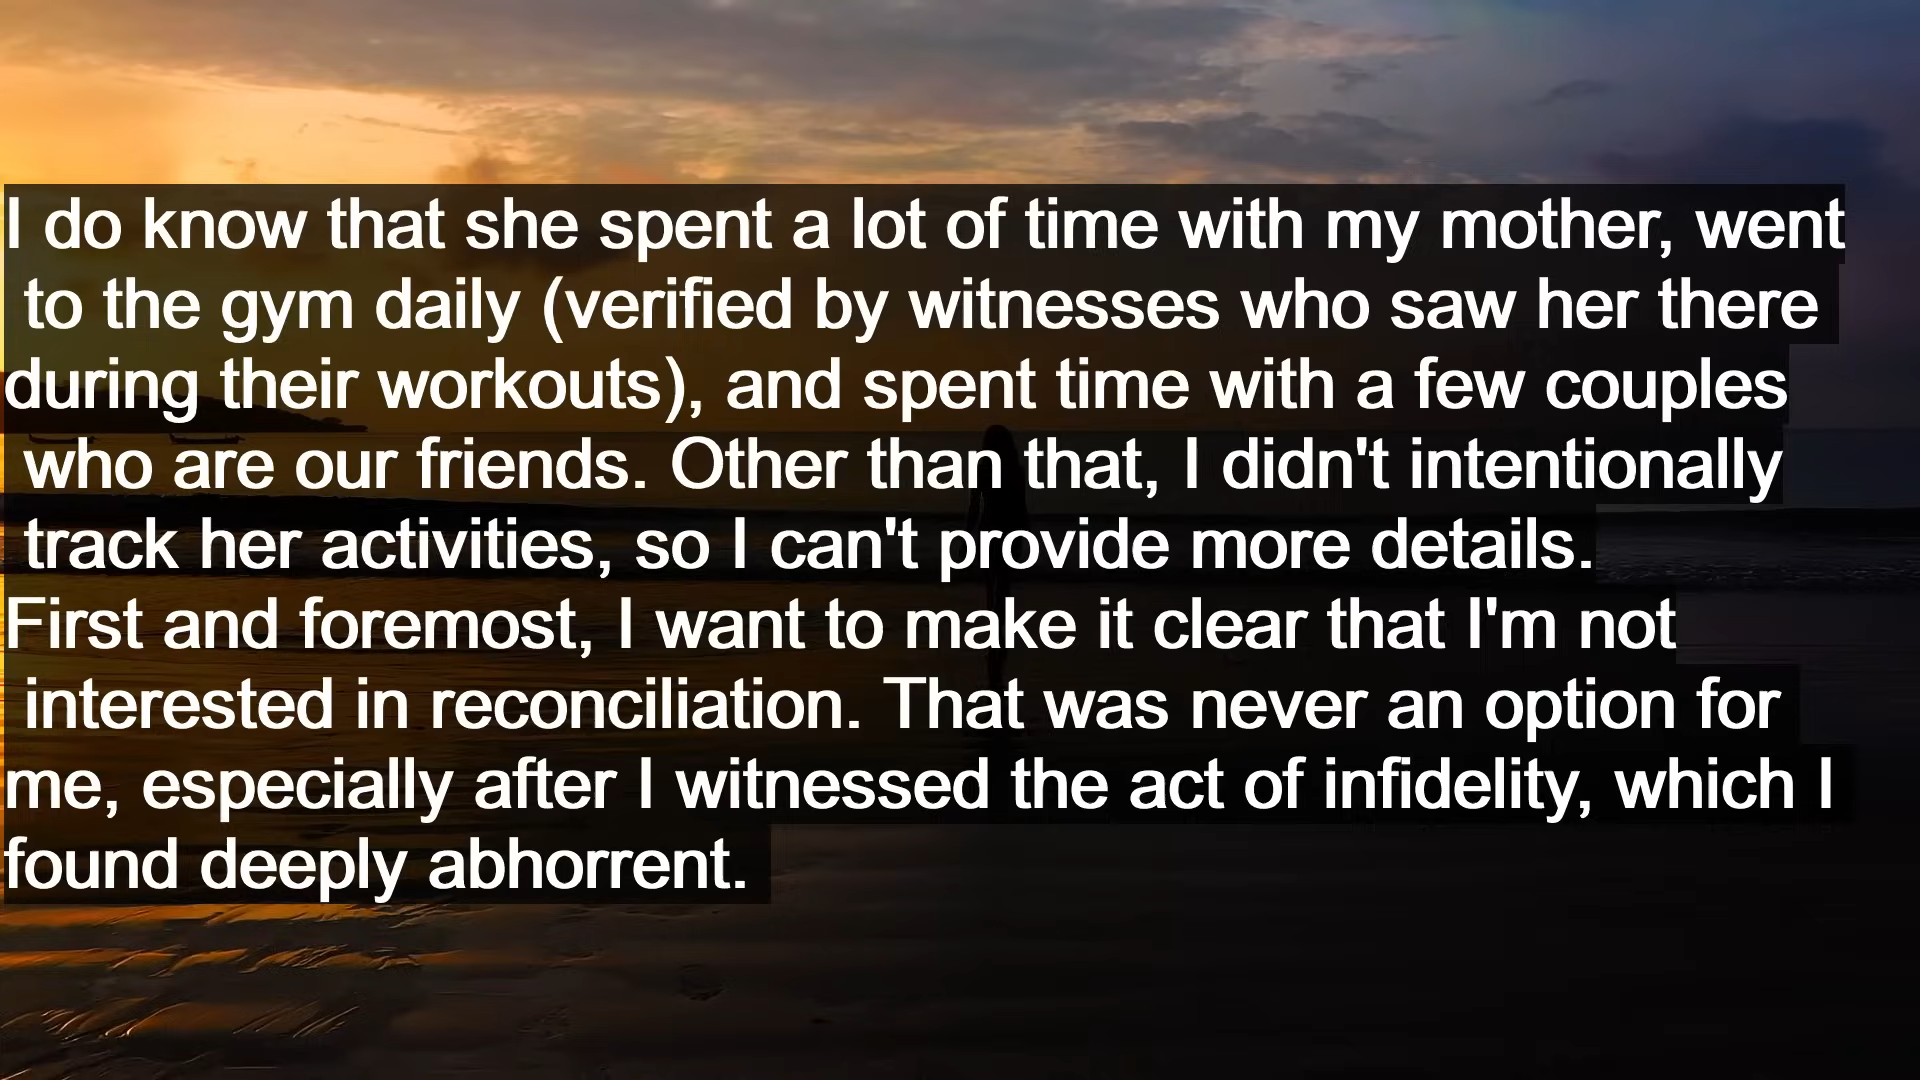 I do know that she spent a lot of time with my mother, went
to the gym daily (verified by witnesses who saw her there
during their workouts), and spent time with a few couples
who are our friends. Other than that, I didn't intentionally
track her activities, so I can't provide more details.
First and foremost, I want to make it clear that I'm not
interested in reconciliation. That was never an option for
me, especially after I witnessed the act of infidelity, which I
found deeply abhorrent.